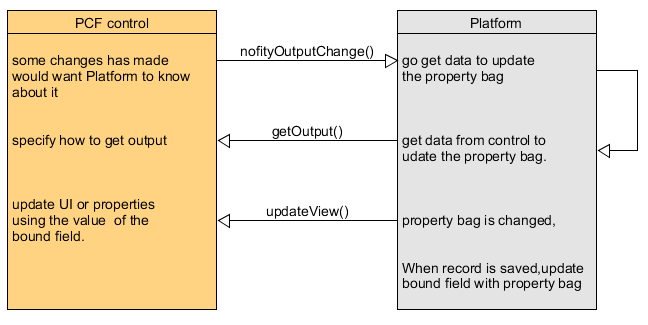 PCF control
Platform
some changes has made
would want Platform to know
about it
nofityOutputChange()
go get data to update
the property bag
specify how to get output
getOutput()
get data from control to
udate the property bag.
update UI or properties
using the value  of the
bound field.
updateView()
property bag is changed,
When record is saved,update
bound field with property bag